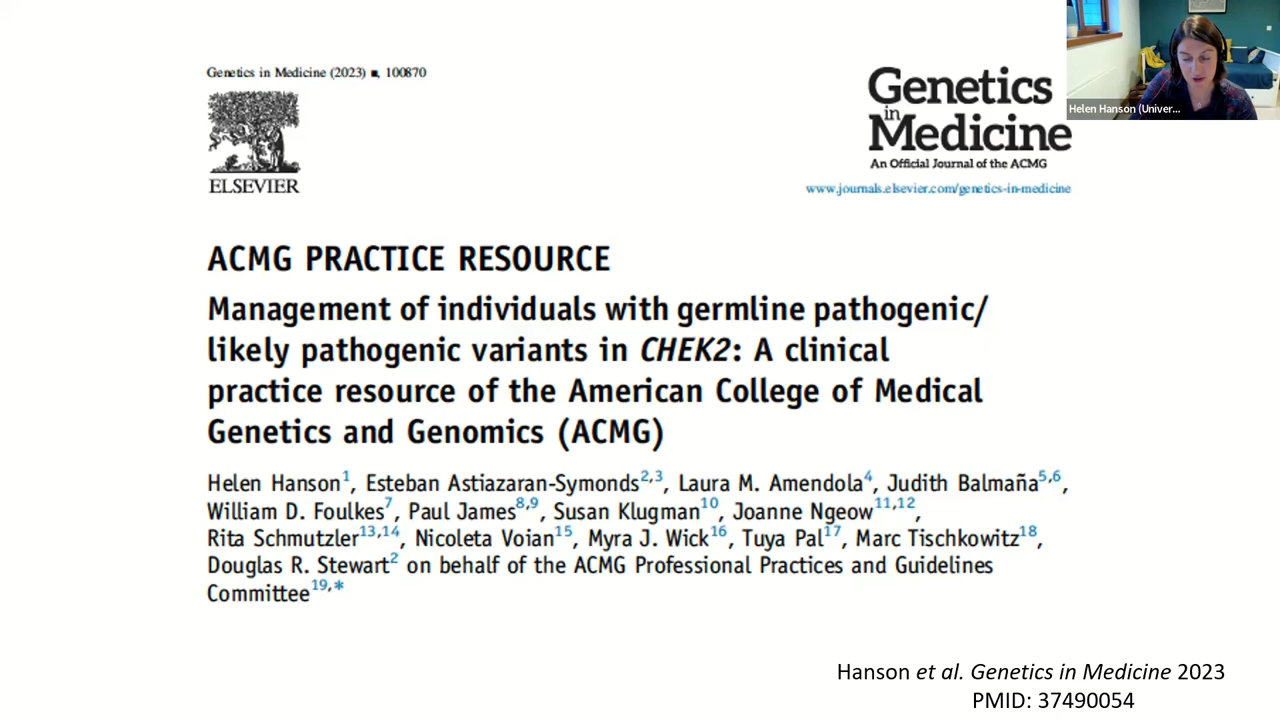 Genetics in Medicine (2023) ■, 100870
ELSEVIER
Genetics
in
Medicine
An Official Journal of the ACMG
www.journals.elsevier.com/genetics-in-medicine
Helen Hanson (Univer...
ACMG PRACTICE RESOURCE
Management of individuals with germline pathogenic/
likely pathogenic variants in CHEK2: A clinical
practice resource of the American College of Medical
Genetics and Genomics (ACMG)
Helen Hanson1, Esteban Astiazaran-Symonds2,3, Laura M. Amendola4, Judith Balmaña5,6,
William D. Foulkes7, Paul James8,9, Susan Klugman10, Joanne Ngeow11,12,
Rita Schmutzler13,14, Nicoleta Voian15, Myra J. Wick16, Tuya Pal17, Marc Tischkowitz18,
Douglas R. Stewart2 on behalf of the ACMG Professional Practices and Guidelines
Committee19,*
Hanson et al. Genetics in Medicine 2023
PMID: 37490054